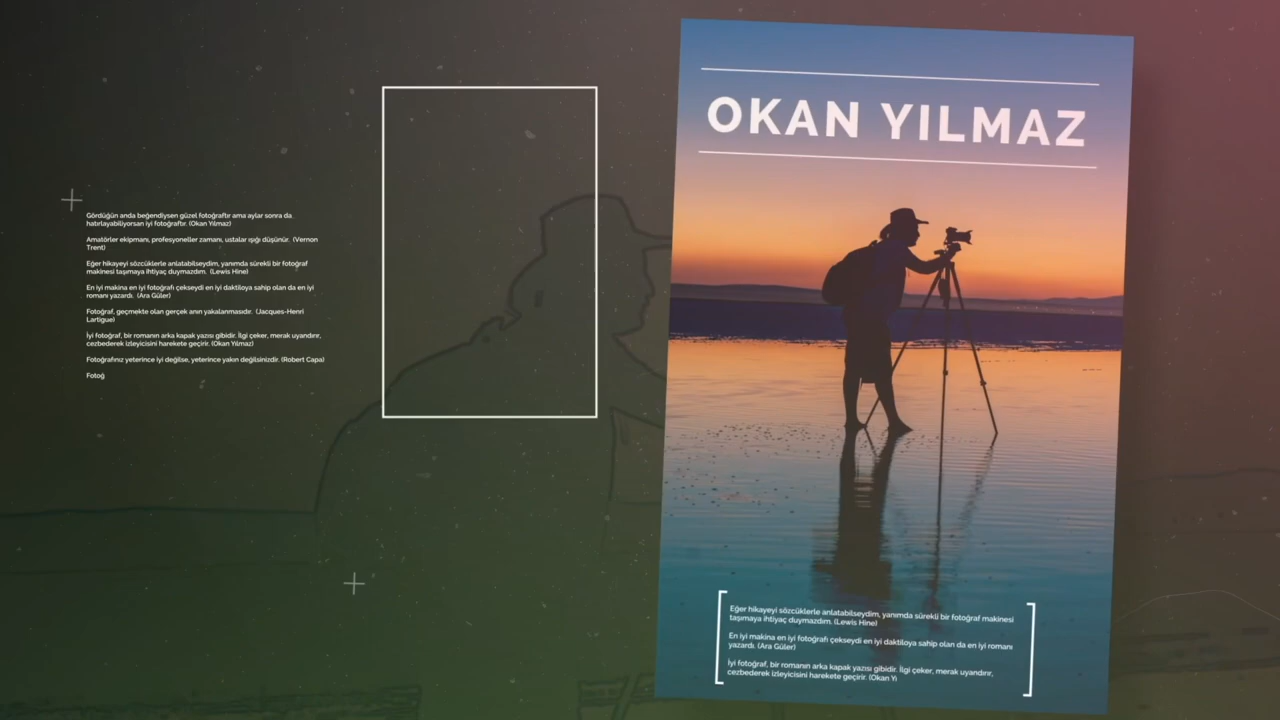 Gördüğün anda beğendiysen güzel fotoğraftır ama aylar sonra da
hatırlayabiliyorsan iyi fotoğraftır. (Okan Yılmaz)
Amatörler ekipmanı, profesyoneller zamanı, ustalar ışığı düşünür. (Vernon
Trent)
Eğer hikayeyi sözcüklerle anlatabilseydim, yanımda sürekli bir fotoğraf
makinesi taşımaya ihtiyaç duymazdım. (Lewis Hine)
En iyi makina en iyi fotoğrafı çekseydi en iyi daktiloya sahip olan da en iyi
romanı yazardı. (Ara Güler)
Fotoğraf, geçmekte olan gerçek anın yakalanmasıdır. (Jacques-Henri
Lartigue)
İyi fotoğraf, bir romanın arka kapak yazısı gibidir. İlgi çeker, merak uyandırır,
cezbederek izleyicisini harekete geçirir. (Okan Yılmaz)
Fotoğrafınız yeterince iyi değilse, yeterince yakın değilsinizdir. (Robert Capa)
Fotoğ
OKAN YILMAZ
Eğer hikayeyi sözcüklerle anlatabilseydim, yanımda sürekli bir fotoğraf makinesi
taşımaya ihtiyaç duymazdım. (Lewis Hine)
En iyi makina en iyi fotoğrafı çekseydi en iyi daktiloya sahip olan da en iyi romanı
yazardı. (Ara Güler)
İyi fotoğraf, bir romanın arka kapak yazısı gibidir. İlgi çeker, merak uyandırır,
cezbederek izleyicisini harekete geçirir. (Okan Yı